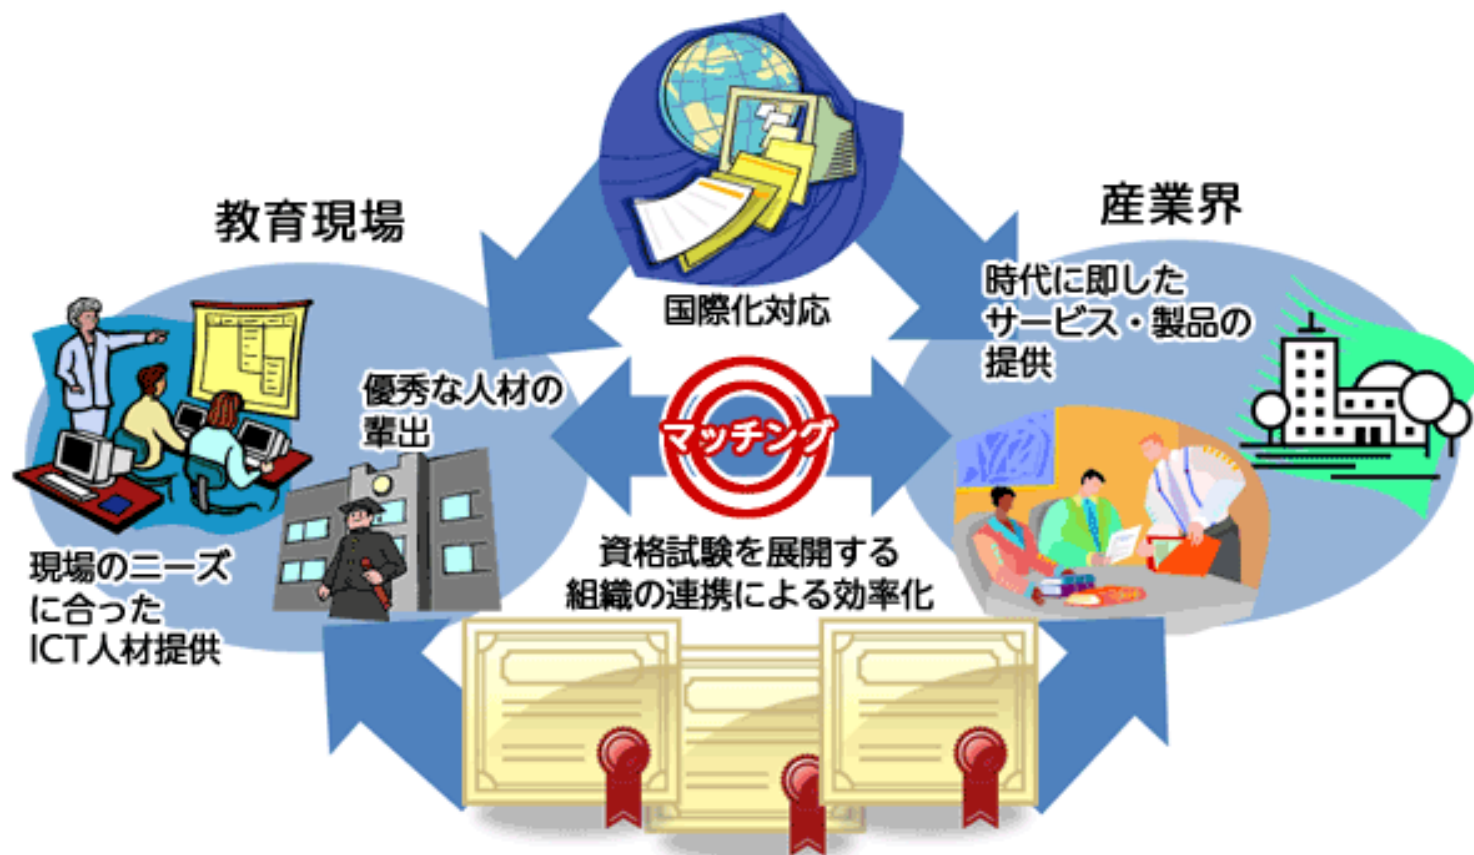 教育現場
産業界
国際化対応
時代に即した
サービス・製品の
提供
優秀な人材の
輩出
マッチング
現場のニーズ
に合った
ICT人材提供
資格試験を展開する
組織の連携による効率化